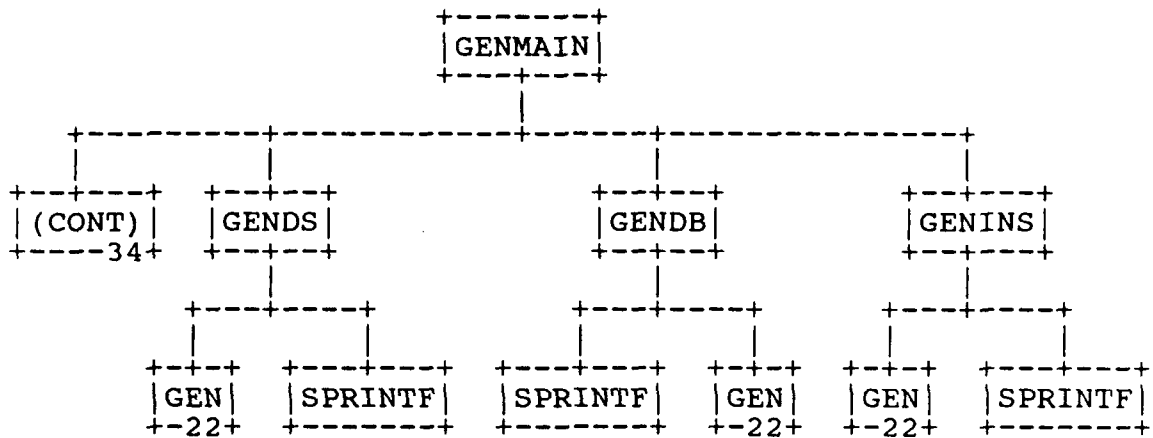 GENMAIN
(CONT) GENDS GENDB GENINS
34
GEN SPRINTF SPRINTF GEN GEN SPRINTF
22 22 22